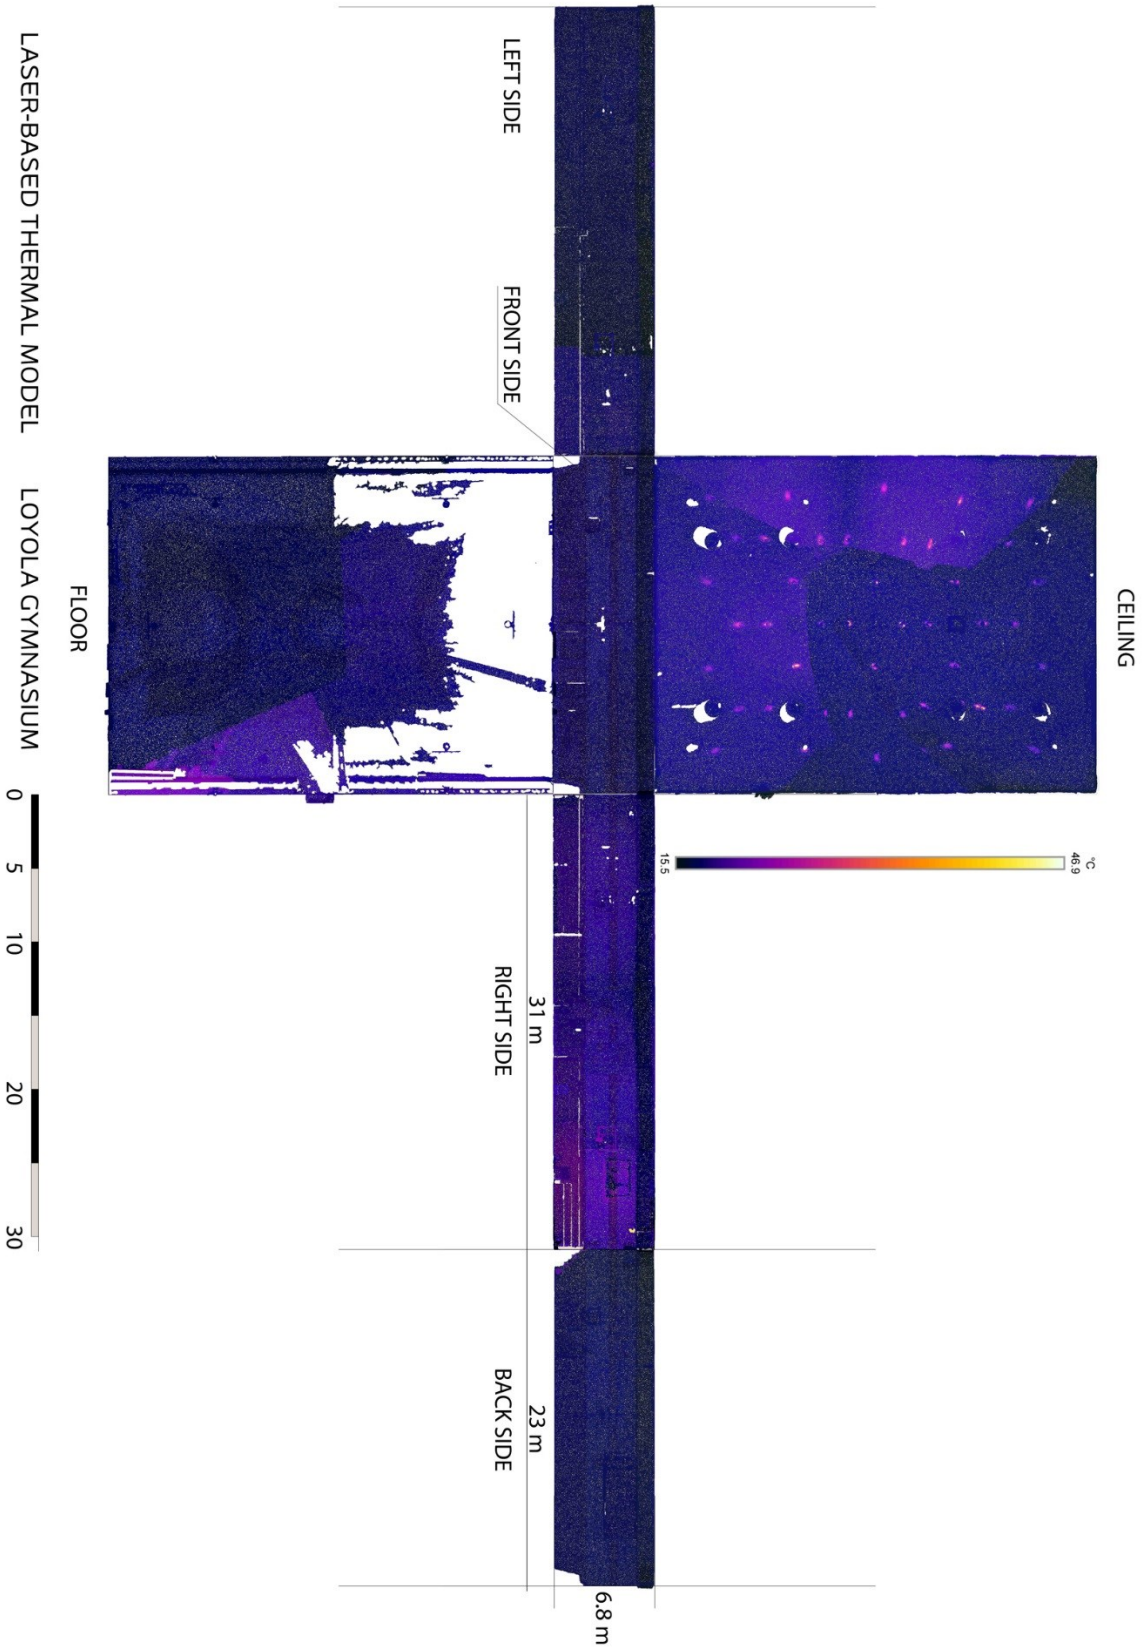 CEILING
°C
15.5
46.9
LEFT SIDE
FRONT SIDE
31 m
RIGHT SIDE
23 m
BACK SIDE
6.8 m
FLOOR
LASER-BASED THERMAL MODEL LOYOLA GYMNASIUM
0 5 10 20 30